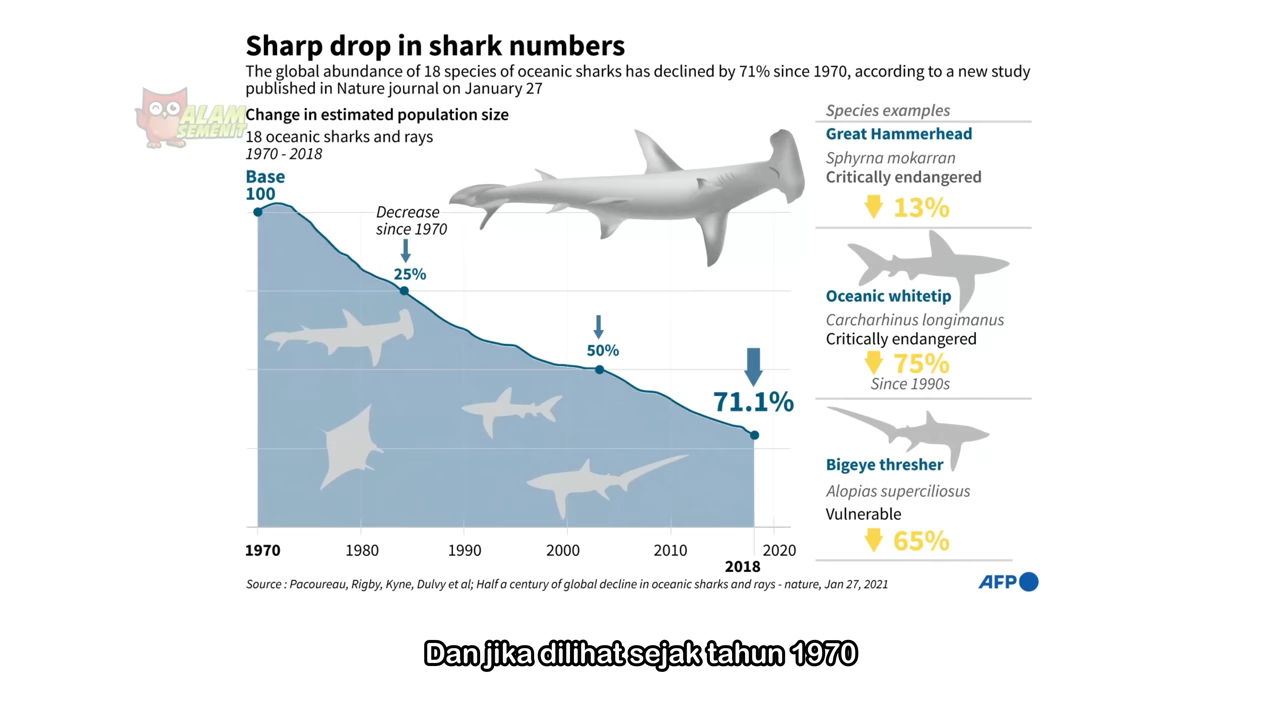 Sharp drop in shark numbers
The global abundance of 18 species of oceanic sharks has declined by 71% since 1970, according to a new study
published in Nature journal on January 27
ALAM
SEMENIT
Change in estimated population size
18 oceanic sharks and rays
1970 - 2018
Base
100
Decrease
since 1970
25%
50%
71.1%
1970
1980
1990
2000
2010
2020
2018
Species examples
Great Hammerhead
Sphyrna mokarran
Critically endangered
13%
Oceanic whitetip
Carcharhinus longimanus
Critically endangered
75%
Since 1990s
Bigeye thresher
Alopias superciliosus
Vulnerable
65%
Source : Pacoureau, Rigby, Kyne, Dulvy et al; Half a century of global decline in oceanic sharks and rays - nature, Jan 27, 2021
AFP
Dan jika dilihat sejak tahun 1970